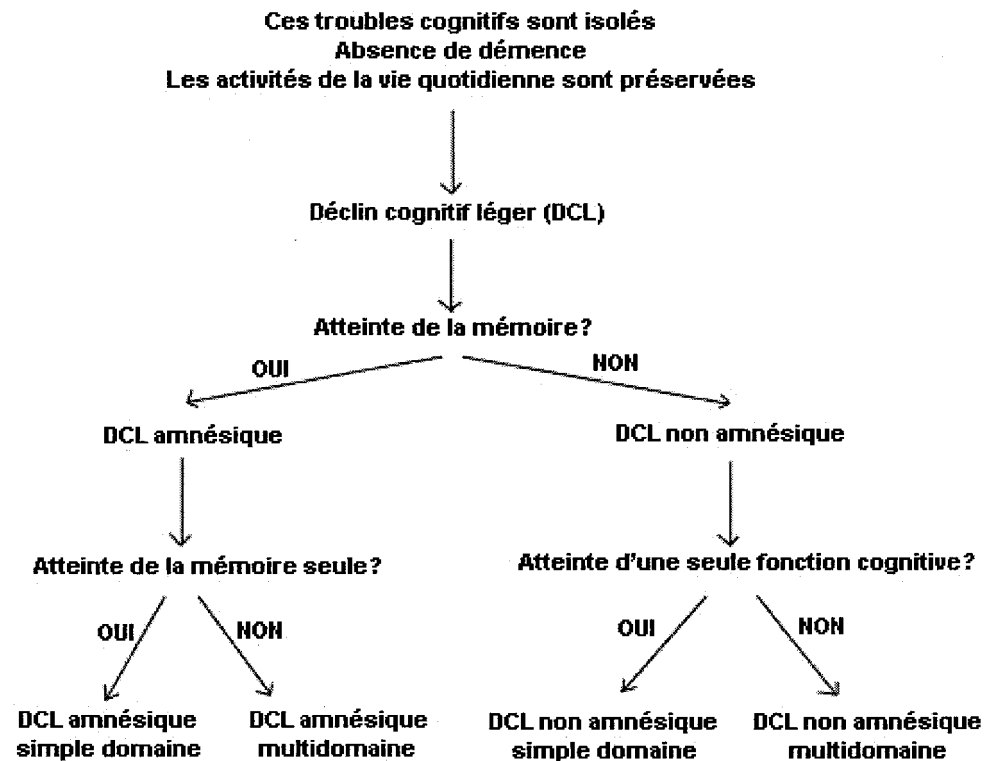 Ces troubles cognitifs sont isolés
Absence de démence
Les activités de la vie quotidienne sont préservées
Déclin cognitif léger (DCL)
Atteinte de la mémoire?
OUI
NON
DCL amnésique
DCL non amnésique
Atteinte de la mémoire seule?
Atteinte d'une seule fonction cognitive?
OUI
NON
OUI
NON
DCL amnésique
simple domaine
DCL amnésique
multidomaine
DCL non amnésique
simple domaine
DCL non amnésique
multidomaine